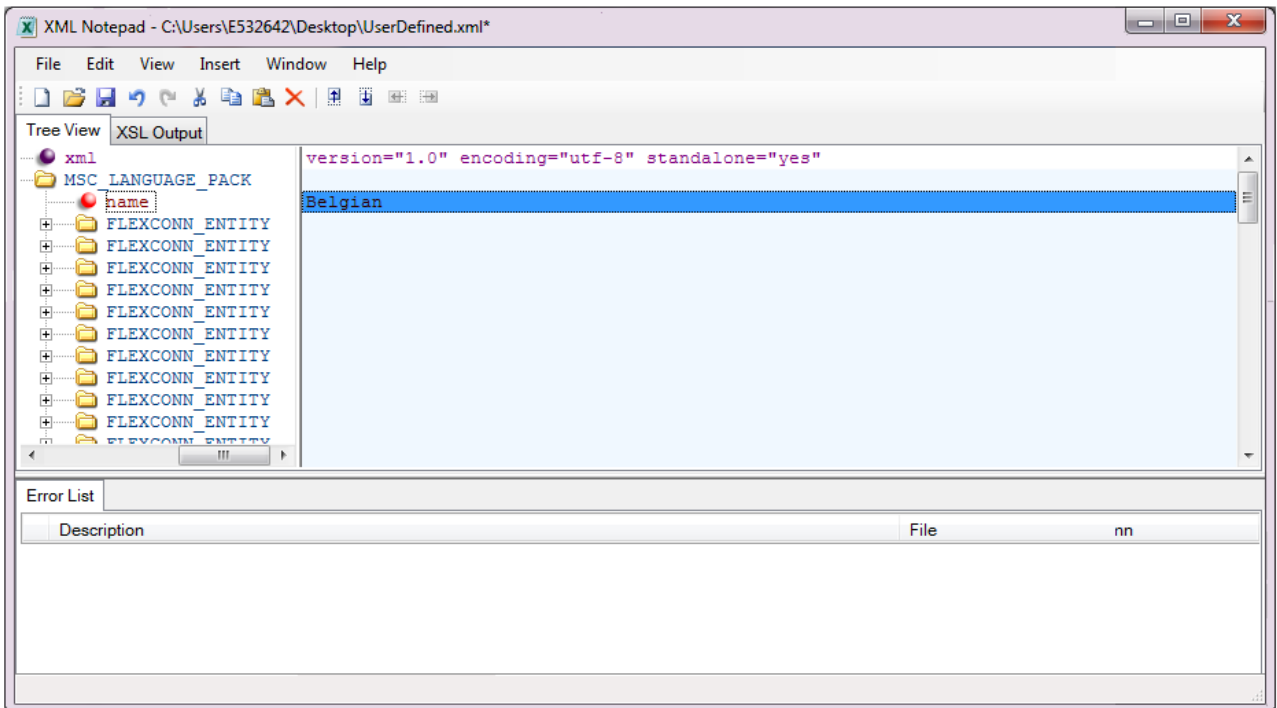 XML Notepad - C:\Users\E532642\Desktop\UserDefined.xml*
File Edit View Insert Window Help
Tree View XSL Output
xml version="1.0" encoding="utf-8" standalone="yes"
MSC_LANGUAGE_PACK
name Belgian
FLEXCONN_ENTITY
FLEXCONN_ENTITY
FLEXCONN_ENTITY
FLEXCONN_ENTITY
FLEXCONN_ENTITY
FLEXCONN_ENTITY
FLEXCONN_ENTITY
FLEXCONN_ENTITY
FLEXCONN_ENTITY
FLEXCONN_ENTITY
FLEXCONN_ENTITY
Error List
Description File nn